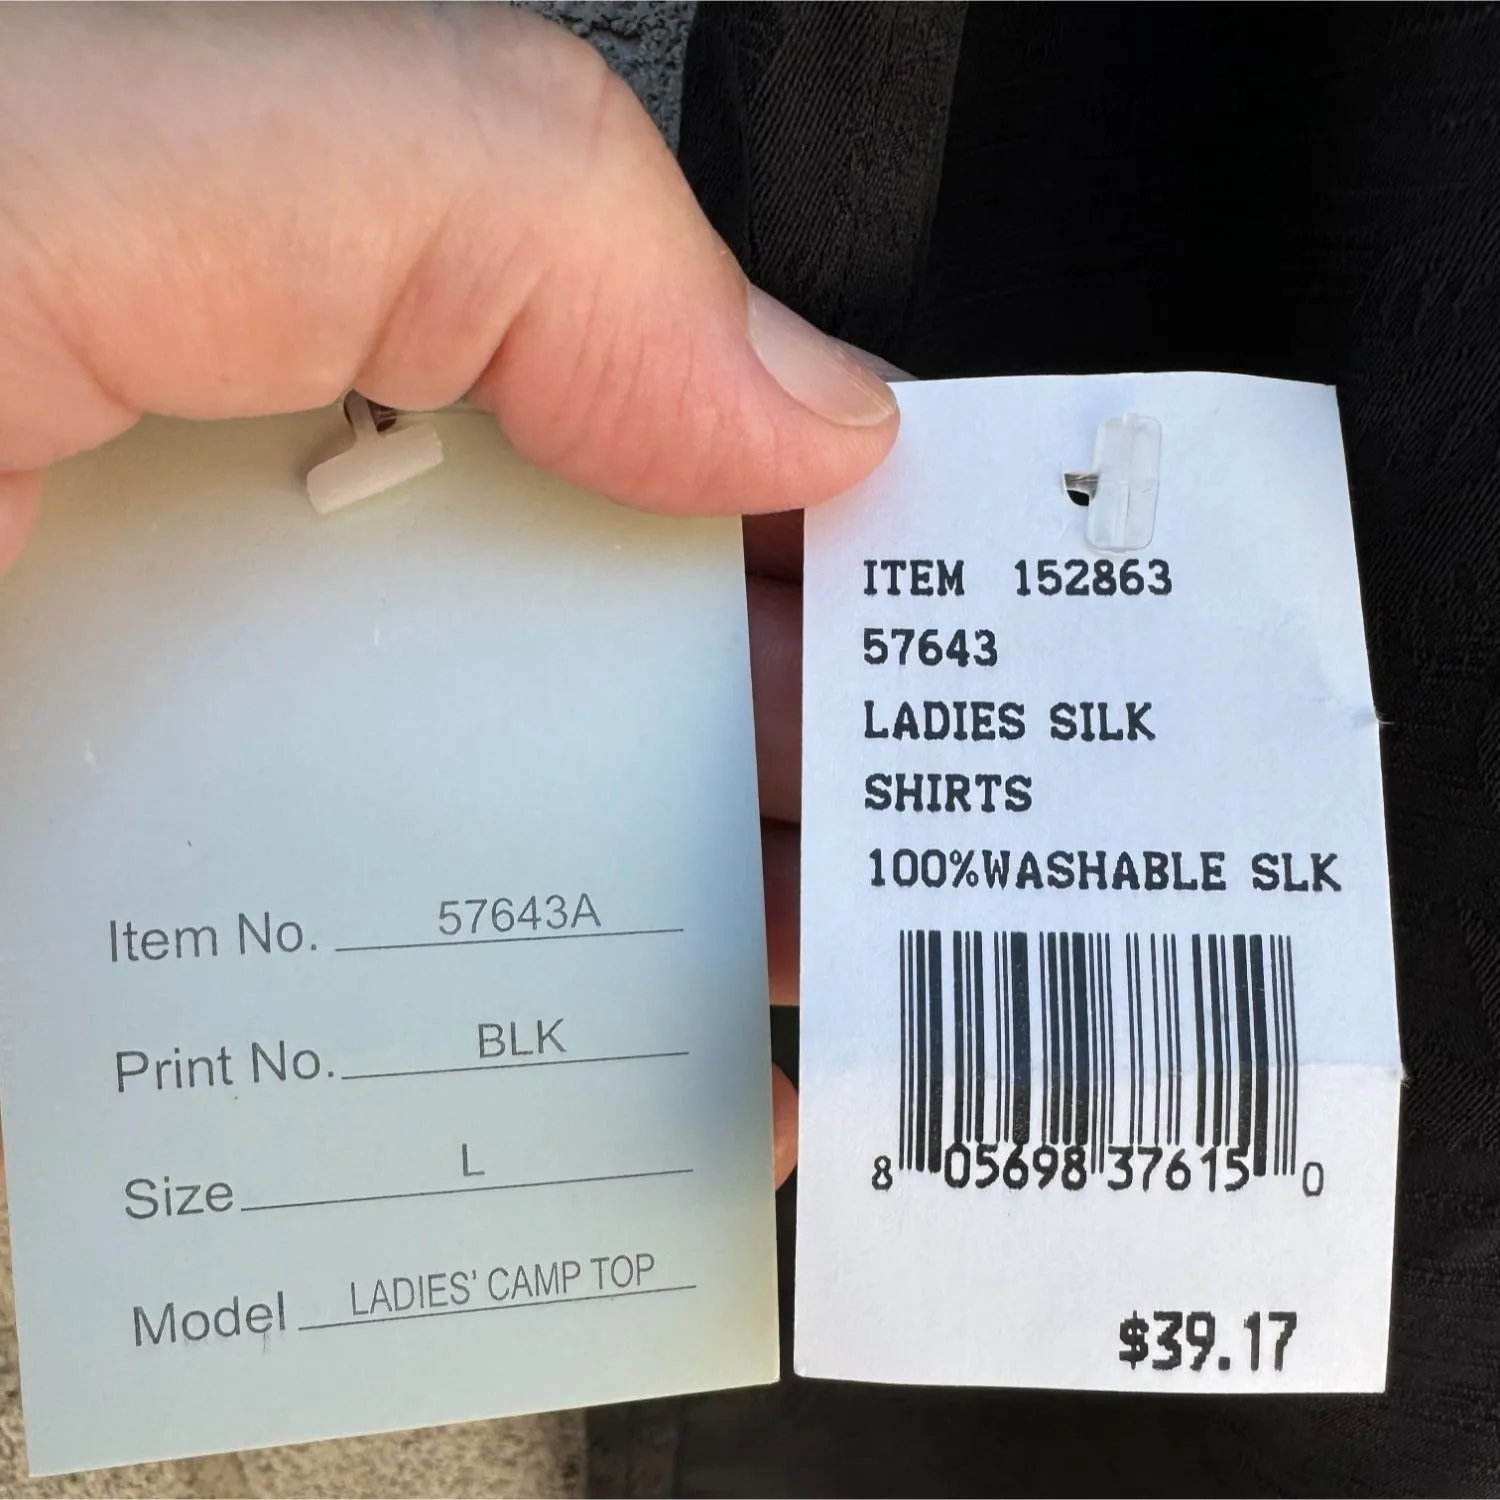 Item No. 57643A
Print No. BLK
Size L
Model LADIES' CAMP TOP
ITEM 152863
57643
LADIES SILK
SHIRTS
100%WASHABLE SLK
8 05698 37615 0
$39.17